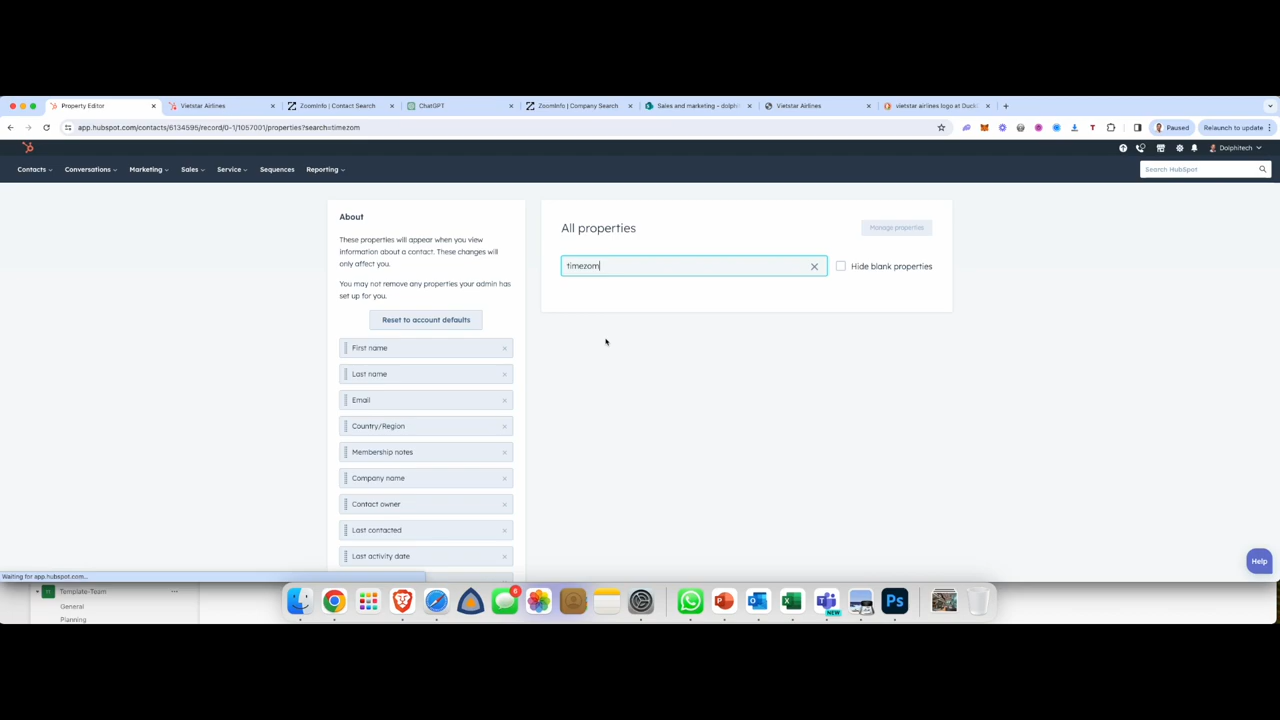 Property Editor
Vietstar Airlines
ZoomInfo | Contact Search
ChatGPT
ZoomInfo | Company Search
Sales and marketing - dolph
Vietstar Airlines
vietstar airlines logo at Duck
app.hubspot.com/contacts/6134595/record/0-1/1057001/properties?search=timezom
Paused
Relaunch to update
Dolphitech
Contacts
Conversations
Marketing
Sales
Service
Sequences
Reporting
Search HubSpot
About
These properties will appear when you view
information about a contact. These changes will
only affect you.
You may not remove any properties your admin has
set up for you.
Reset to account defaults
First name
Last name
Email
Country/Region
Membership notes
Company name
Contact owner
Last contacted
Last activity date
All properties
Manage properties
timezom
Hide blank properties
Help
Waiting for app.hubspot.com...
Template-Team
General
Planning
NEW